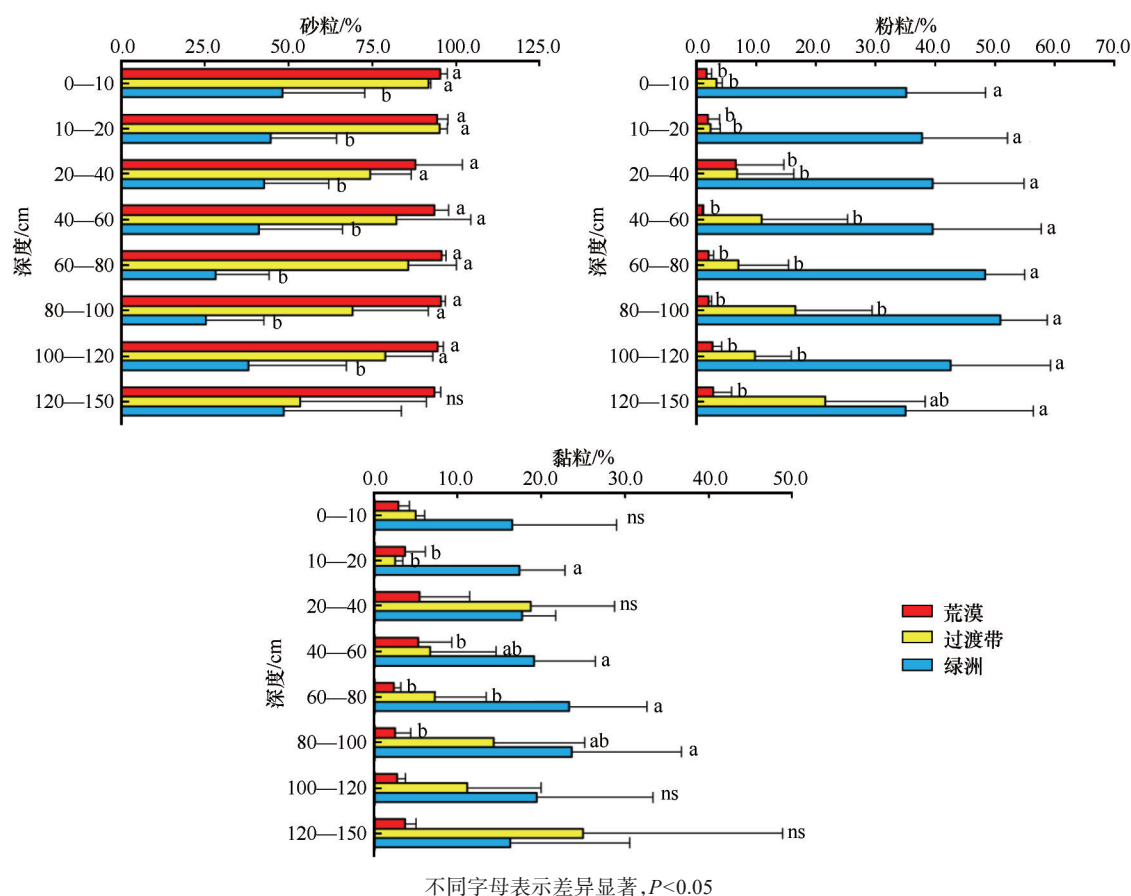 砂粒/%
0.0 25.0 50.0 75.0 100.0 125.0
深度/cm
0—10 a a b
10—20 a a b
20—40 a a b
40—60 a a b
60—80 a a b
80—100 a a b
100—120 a a b
120—150 ns
粉粒/%
0.0 10.0 20.0 30.0 40.0 50.0 60.0 70.0
深度/cm
0—10 b b a
10—20 b b a
20—40 b b a
40—60 b b a
60—80 b b a
80—100 b b a
100—120 b b a
120—150 b ab a
黏粒/%
0.0 10.0 20.0 30.0 40.0 50.0
深度/cm
0—10 ns
10—20 b b a
20—40 ns
40—60 b ab a
60—80 b b a
80—100 b ab a
100—120 ns
120—150 ns
荒漠
过渡带
绿洲
不同字母表示差异显著,P<0.05